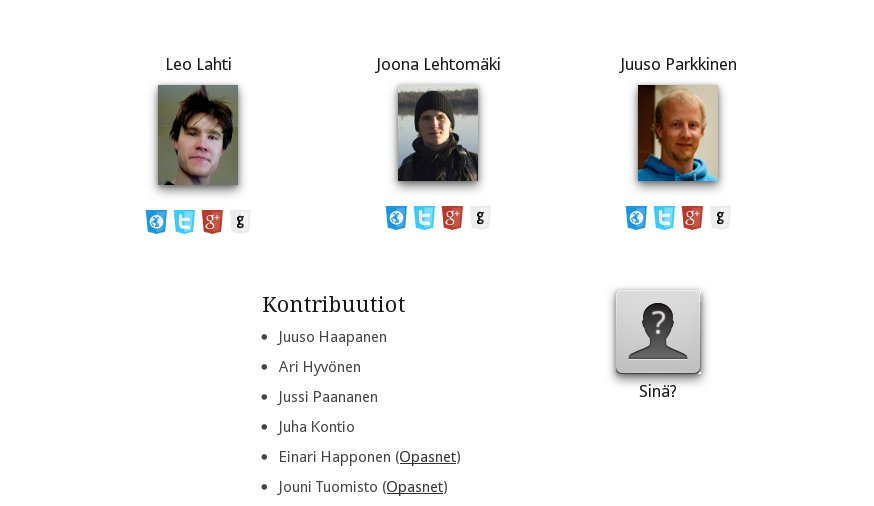 Leo Lahti
Joona Lehtomäki
Juuso Parkkinen
g+ g
g+ g
g+ g
Kontribuutiot
Juuso Haapanen
Ari Hyvönen
Jussi Paananen
Juha Kontio
Einari Happonen (Opasnet)
Jouni Tuomisto (Opasnet)
?
Sinä?